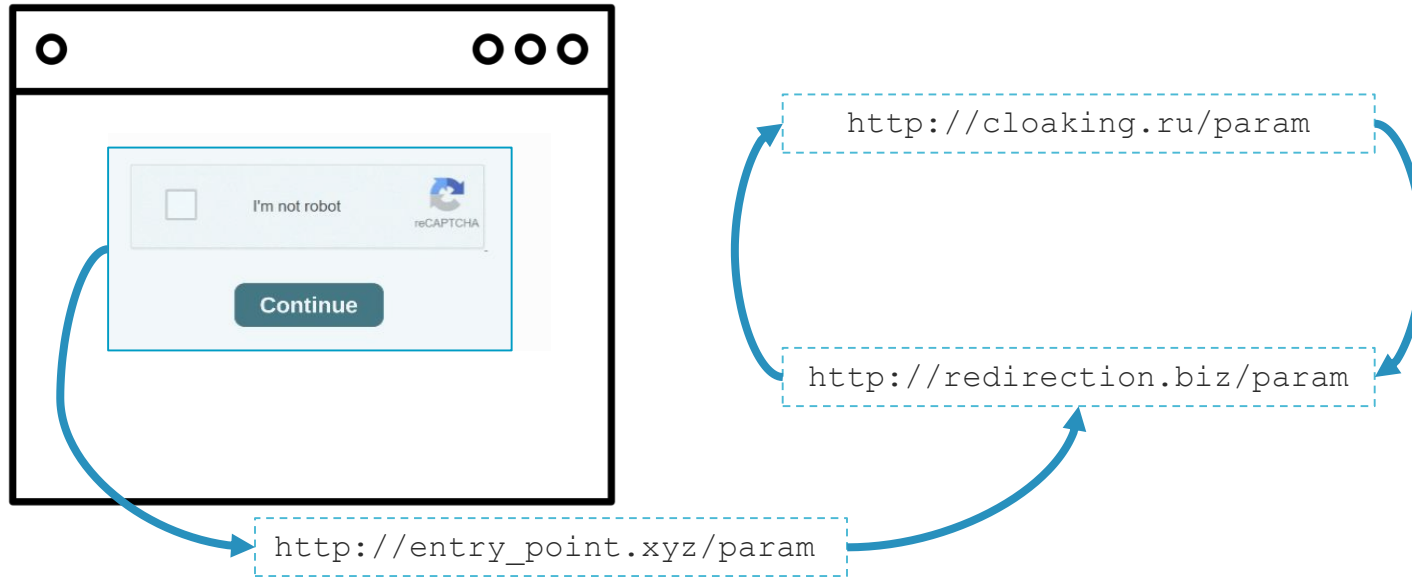 I'm not robot
reCAPTCHA
Continue
http://cloaking.ru/param
http://redirection.biz/param
http://entry_point.xyz/param